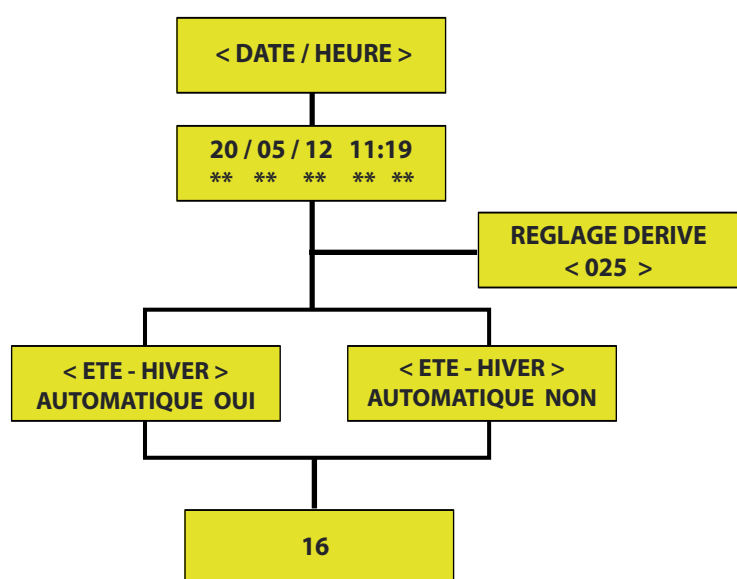 < DATE / HEURE >
20 / 05 / 12 11:19
** ** ** ** **
REGLAGE DERIVE
< 025 >
< ETE - HIVER >
AUTOMATIQUE OUI
< ETE - HIVER >
AUTOMATIQUE NON
16